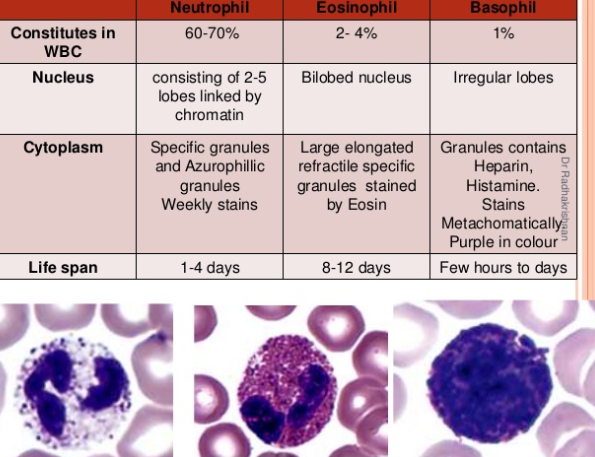 Neutrophil Eosinophil Basophil
Constitutes in
WBC
60-70%
2- 4%
1%
Nucleus
consisting of 2-5
lobes linked by
chromatin
Bilobed nucleus
Irregular lobes
Cytoplasm
Specific granules
and Azurophillic
granules
Weekly stains
Large elongated
refractile specific
granules stained
by Eosin
Granules contains
Heparin,
Histamine.
Stains
Metachomatically
Purple in colour
Life span
1-4 days
8-12 days
Few hours to days
Dr Radhakrishnan